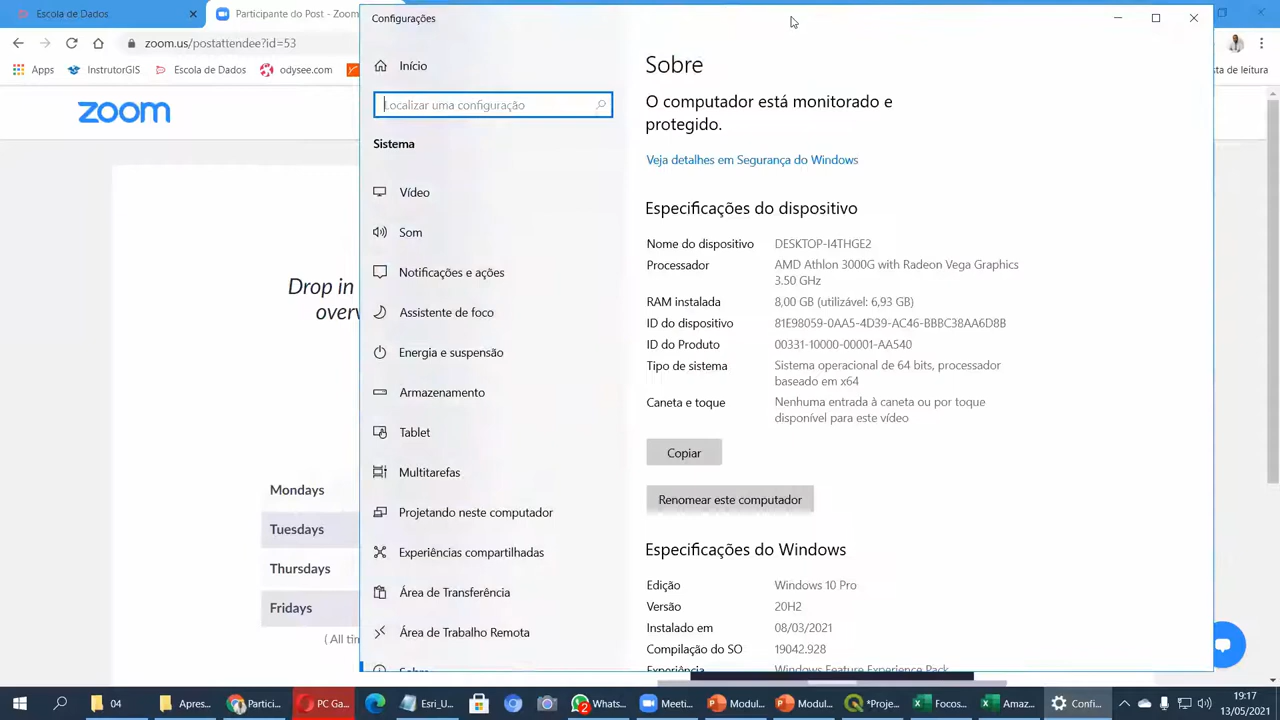 Escola de Dados
Participante do Post
zoom.us/postattendee?id=53
Apps
InstrutorGIS
Escola de Dados
odysee.com
ta de leitura
zoom
Drop in
overv
Mondays
Tuesdays
Thursdays
Fridays
( All tim
Configurações
Início
Localizar uma configuração
Sistema
Vídeo
Som
Notificações e ações
Assistente de foco
Energia e suspensão
Armazenamento
Tablet
Multitarefas
Projetando neste computador
Experiências compartilhadas
Área de Transferência
Área de Trabalho Remota
Sobre
Sobre
O computador está monitorado e
protegido.
Veja detalhes em Segurança do Windows
Especificações do dispositivo
Nome do dispositivo DESKTOP-I4THGE2
Processador AMD Athlon 3000G with Radeon Vega Graphics
3.50 GHz
RAM instalada 8,00 GB (utilizável: 6,93 GB)
ID do dispositivo 81E98059-0AA5-4D39-AC46-BBBC38AA6D8B
ID do Produto 00331-10000-00001-AA540
Tipo de sistema Sistema operacional de 64 bits, processador
baseado em x64
Caneta e toque Nenhuma entrada à caneta ou por toque
disponível para este vídeo
Copiar
Renomear este computador
Especificações do Windows
Edição Windows 10 Pro
Versão 20H2
Instalado em 08/03/2021
Compilação do SO 19042.928
Experiência Windows Feature Experience Pack
04
Apres...
Partici...
PC Ga...
Esri_U...
2
Whats...
Meeti...
Modul...
Modul...
*Proje...
Focos...
Amaz...
Confi...
19:17
13/05/2021